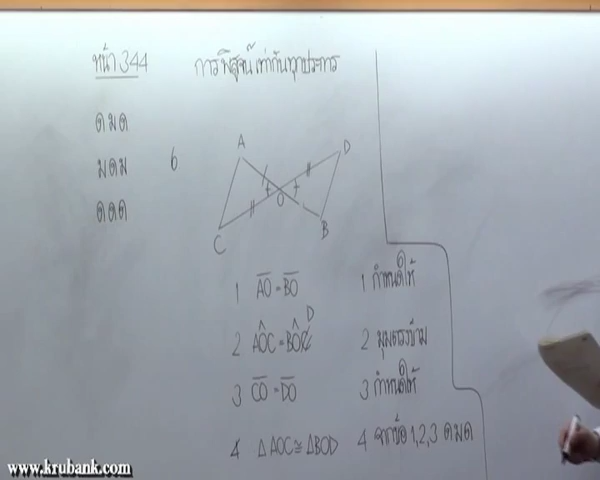 หน้า 344
การพิสูจน์เท่ากันทุกประการ
ด ม ด
ม ด ม
ด ด ด
6
A
D
O
C
B
1 AO = BO 1 กำหนดให้
D
2 AÔC = BÔC 2 มุมตรงข้าม
3 CO = DO 3 กำหนดให้
4 △AOC ≅ △BOD 4 จากข้อ 1,2,3 ด ม ด
www.krubank.com